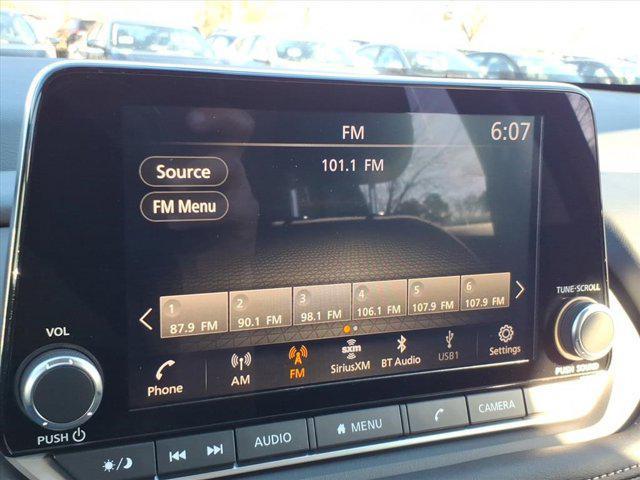 FM 6:07
101.1 FM
Source
FM Menu
1 2 3 4 5 6
87.9 FM 90.1 FM 98.1 FM 106.1 FM 107.9 FM 107.9 FM
TUNE·SCROLL
VOL
Phone AM FM SXM SiriusXM BT Audio USB1 Settings
PUSH
PUSH SOUND
AUDIO MENU CAMERA